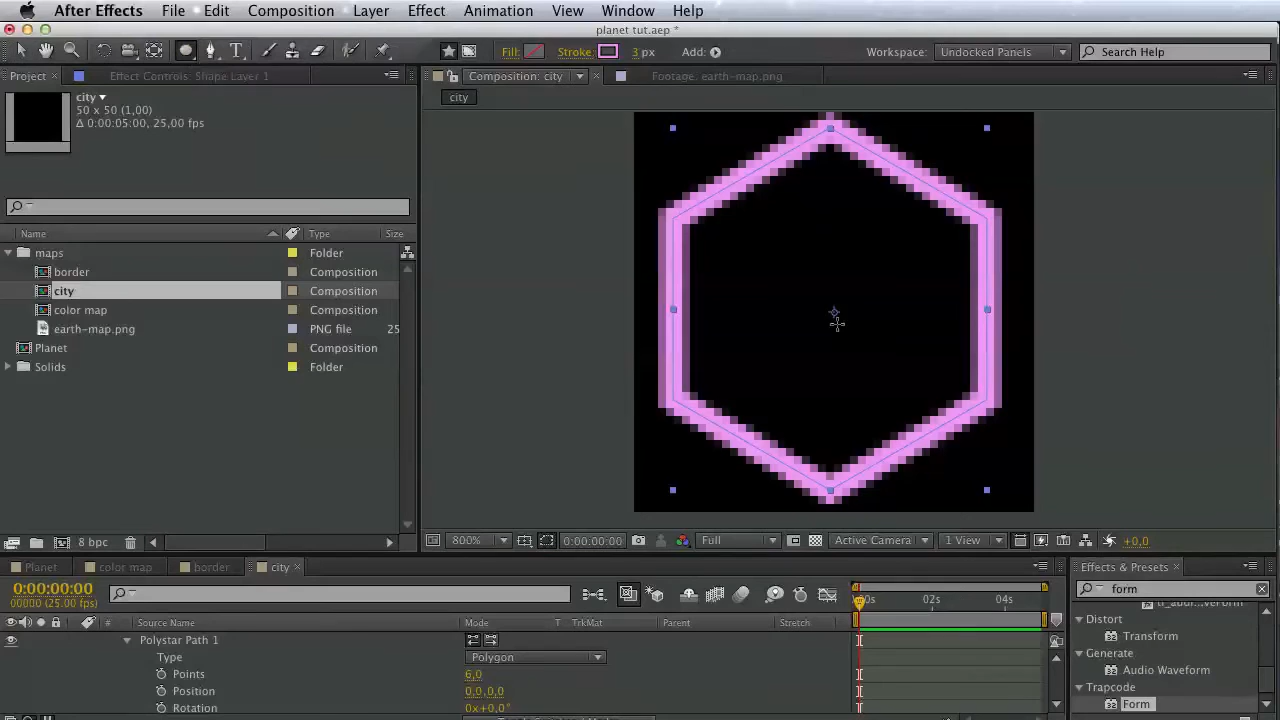 After Effects File Edit Composition Layer Effect Animation View Window Help
planet tut.aep *
Fill: Stroke: 3 px Add: Workspace: Undocked Panels Search Help
Project Effect Controls: Shape Layer 1 Composition: city Footage: earth-map.png
city
50 x 50 (1,00)
Δ 0:00:05:00, 25,00 fps
city
Name Type Size
maps Folder
border Composition
city Composition
color map Composition
earth-map.png PNG file 25
Planet Composition
Solids Folder
8 bpc 800% 0:00:00:00 Full Active Camera 1 View +0,0
Planet color map border city Effects & Presets
0:00:00:00
00000 (25.00 fps)
02s 04s
form
# Source Name Mode T TrkMat Parent Stretch
Distort
Polystar Path 1
Transform
Type Polygon
Generate
Points 6,0
Audio Waveform
Position 0,0,0,0
Trapcode
Rotation 0x+0,0°
Form